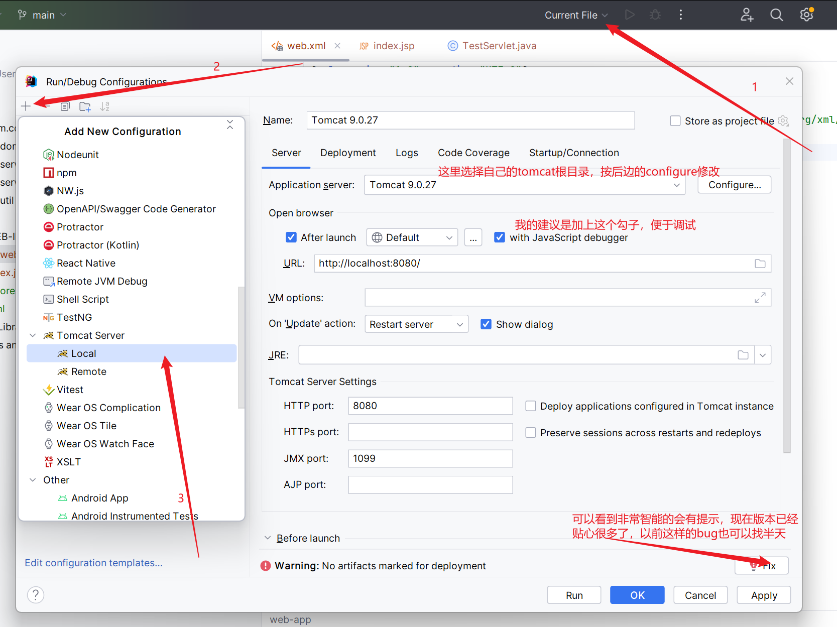 main
Current File
web.xml
index.jsp
TestServlet.java
1
2
Run/Debug Configurations
Add New Configuration
Nodeunit
npm
NW.js
OpenAPI/Swagger Code Generator
Protractor
Protractor (Kotlin)
React Native
Remote JVM Debug
Shell Script
TestNG
Tomcat Server
Local
Remote
Vitest
Wear OS Complication
Wear OS Tile
Wear OS Watch Face
XSLT
Other
Android App
3
Android Instrumented Tests
Edit configuration templates...
?
Name:
Tomcat 9.0.27
Store as project file
Server
Deployment
Logs
Code Coverage
Startup/Connection
这里选择自己的tomcat根目录，按后边的configure修改
Application server:
Tomcat 9.0.27
Configure...
Open browser
我的建议是加上这个勾子，便于调试
After launch
Default
...
with JavaScript debugger
URL:
http://localhost:8080/
VM options:
On 'Update' action:
Restart server
Show dialog
JRE:
Tomcat Server Settings
HTTP port:
8080
Deploy applications configured in Tomcat instance
HTTPs port:
Preserve sessions across restarts and redeploys
JMX port:
1099
AJP port:
可以看到非常智能的会有提示，现在版本已经
贴心很多了，以前这样的bug也可以找半天
Before launch
Warning: No artifacts marked for deployment
Fix
Run
OK
Cancel
Apply
web-app